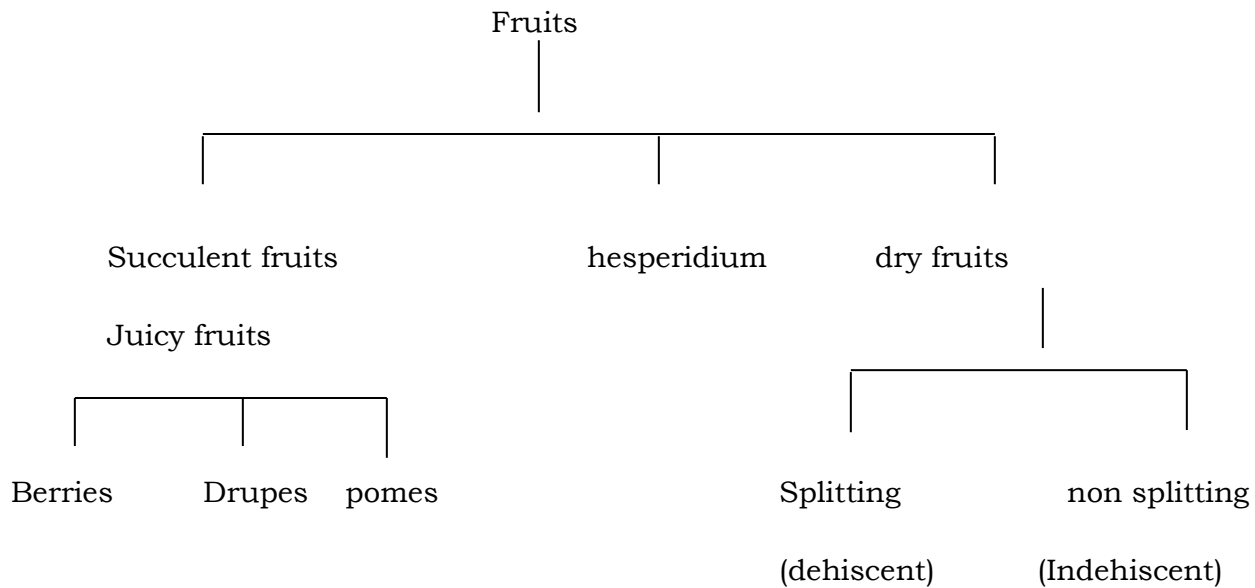 Fruits
Succulent fruits hesperidium dry fruits
Juicy fruits
Berries Drupes pomes Splitting non splitting
(dehiscent) (Indehiscent)